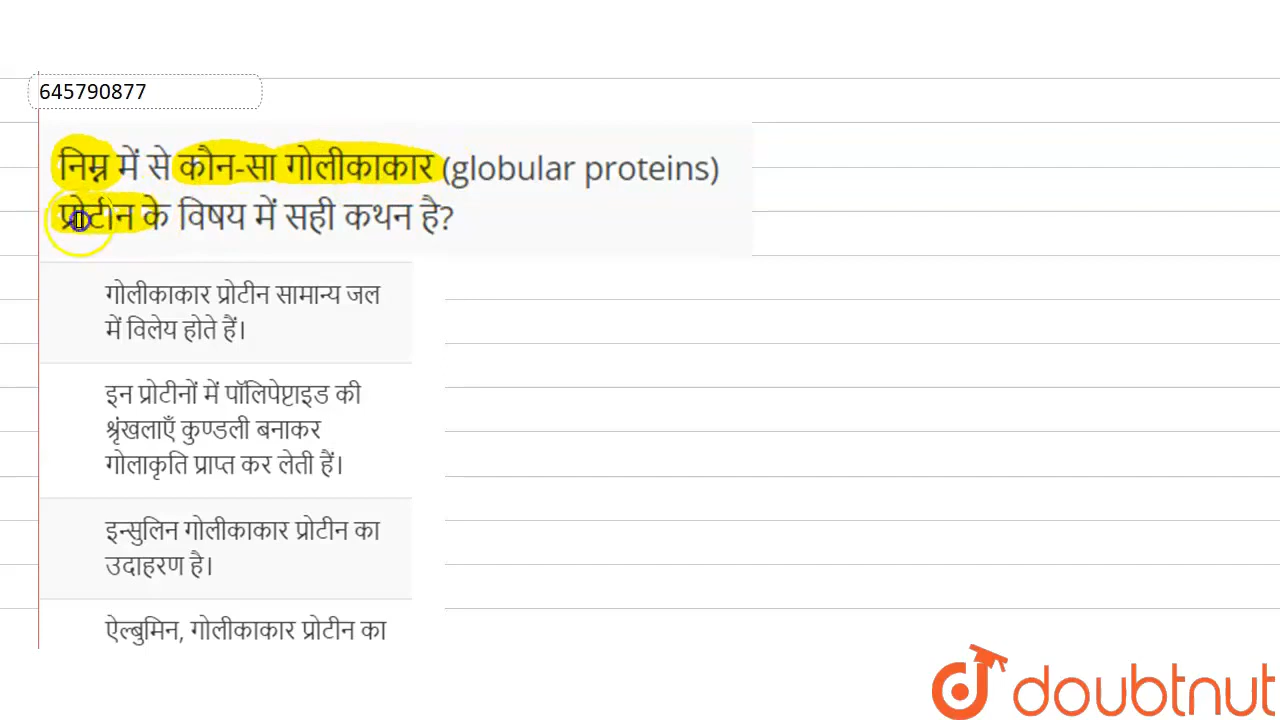 645790877
निम्न में से कौन-सा गोलीकाकार (globular proteins)
प्रोटीन के विषय में सही कथन है?
गोलीकाकार प्रोटीन सामान्य जल
में विलेय होते हैं।
इन प्रोटीनों में पॉलिपेप्टाइड की
श्रृंखलाएँ कुण्डली बनाकर
गोलाकृति प्राप्त कर लेती हैं।
इन्सुलिन गोलीकाकार प्रोटीन का
उदाहरण है।
ऐल्बुमिन, गोलीकाकार प्रोटीन का
doubtnut